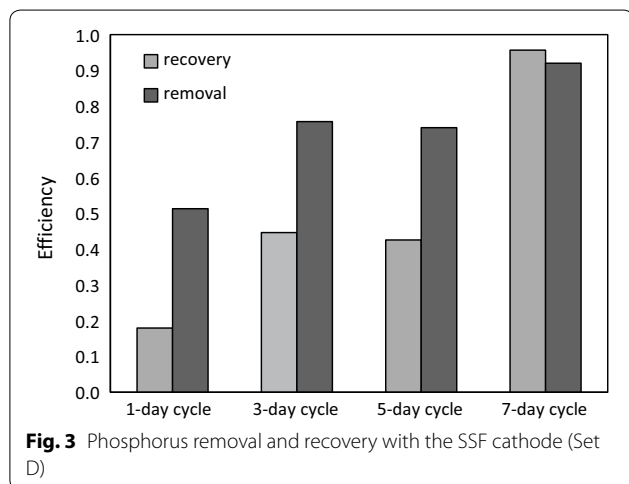 1.0
0.9
0.8
0.7
0.6
0.5
0.4
0.3
0.2
0.1
0.0
Efficiency
recovery
removal
1-day cycle 3-day cycle 5-day cycle 7-day cycle
Fig. 3 Phosphorus removal and recovery with the SSF cathode (Set
D)